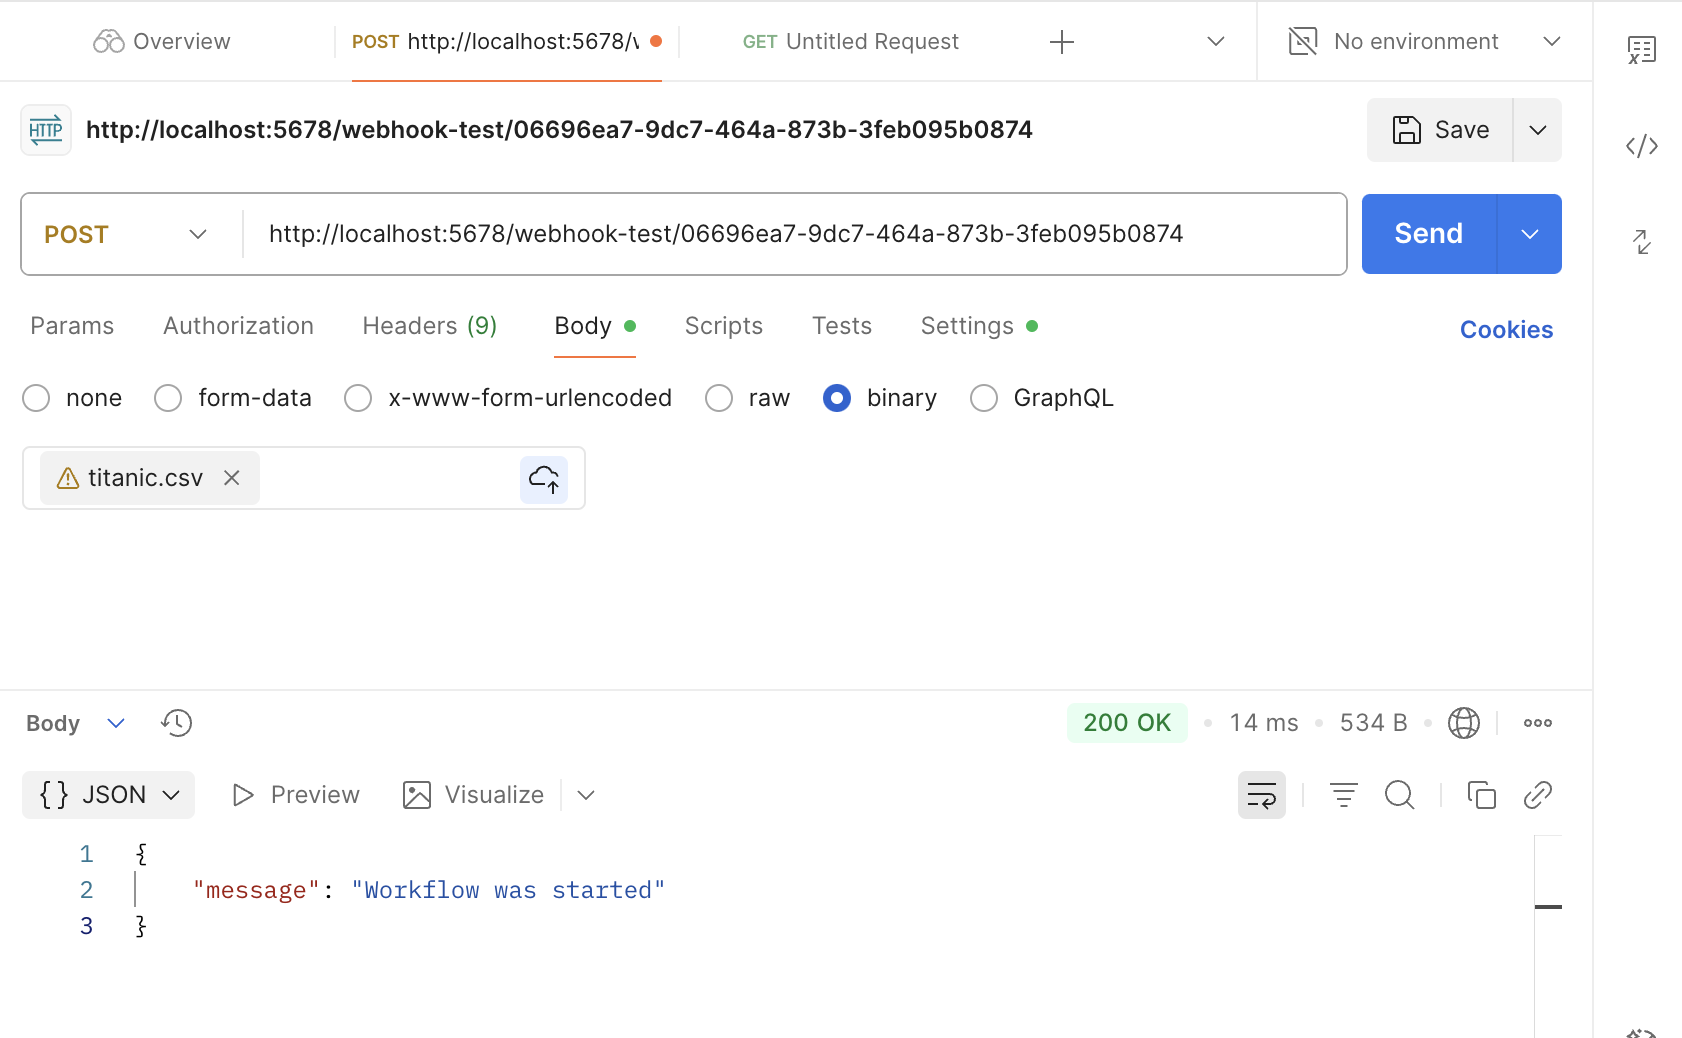 Overview
POST http://localhost:5678/
GET Untitled Request
No environment
HTTP
http://localhost:5678/webhook-test/06696ea7-9dc7-464a-873b-3feb095b0874
Save
POST
http://localhost:5678/webhook-test/06696ea7-9dc7-464a-873b-3feb095b0874
Send
Params Authorization Headers (9) Body Scripts Tests Settings
Cookies
none form-data x-www-form-urlencoded raw binary GraphQL
titanic.csv
Body
200 OK 14 ms 534 B
{} JSON Preview Visualize
1 {
2 "message": "Workflow was started"
3 }